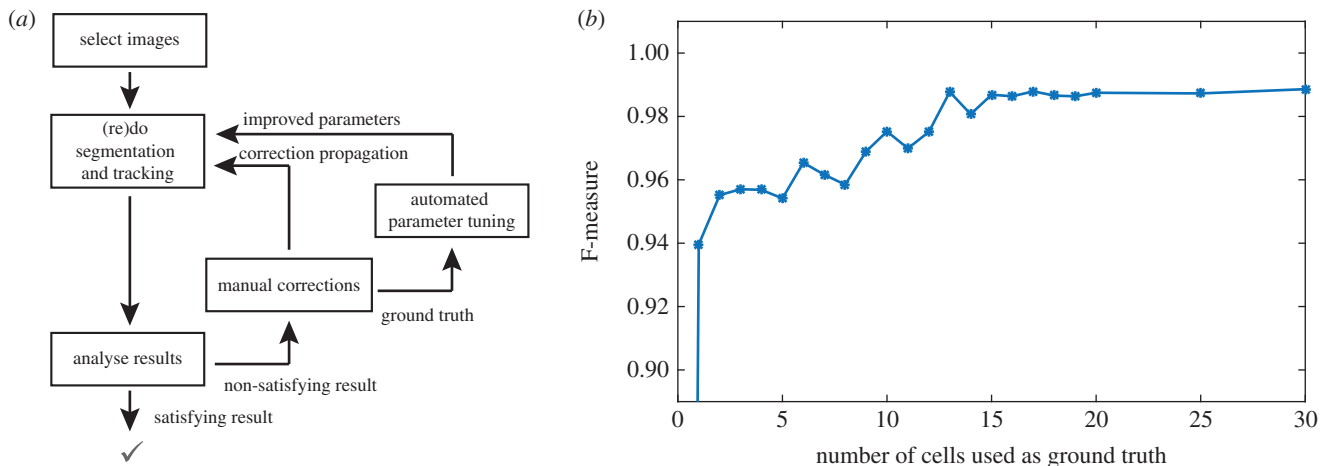 (a)
select images
(re)do
segmentation
and tracking
improved parameters
correction propagation
automated
parameter tuning
manual corrections
ground truth
analyse results
non-satisfying result
satisfying result
✓
(b)
1.00
0.98
0.96
0.94
0.92
0.90
F-measure
0 5 10 15 20 25 30
number of cells used as ground truth